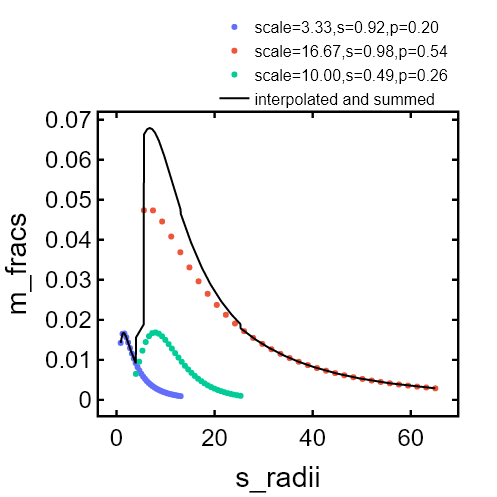 scale=3.33,s=0.92,p=0.20
scale=16.67,s=0.98,p=0.54
scale=10.00,s=0.49,p=0.26
interpolated and summed
0.07
0.06
0.05
0.04
0.03
0.02
0.01
0
m_fracs
0 20 40 60
s_radii